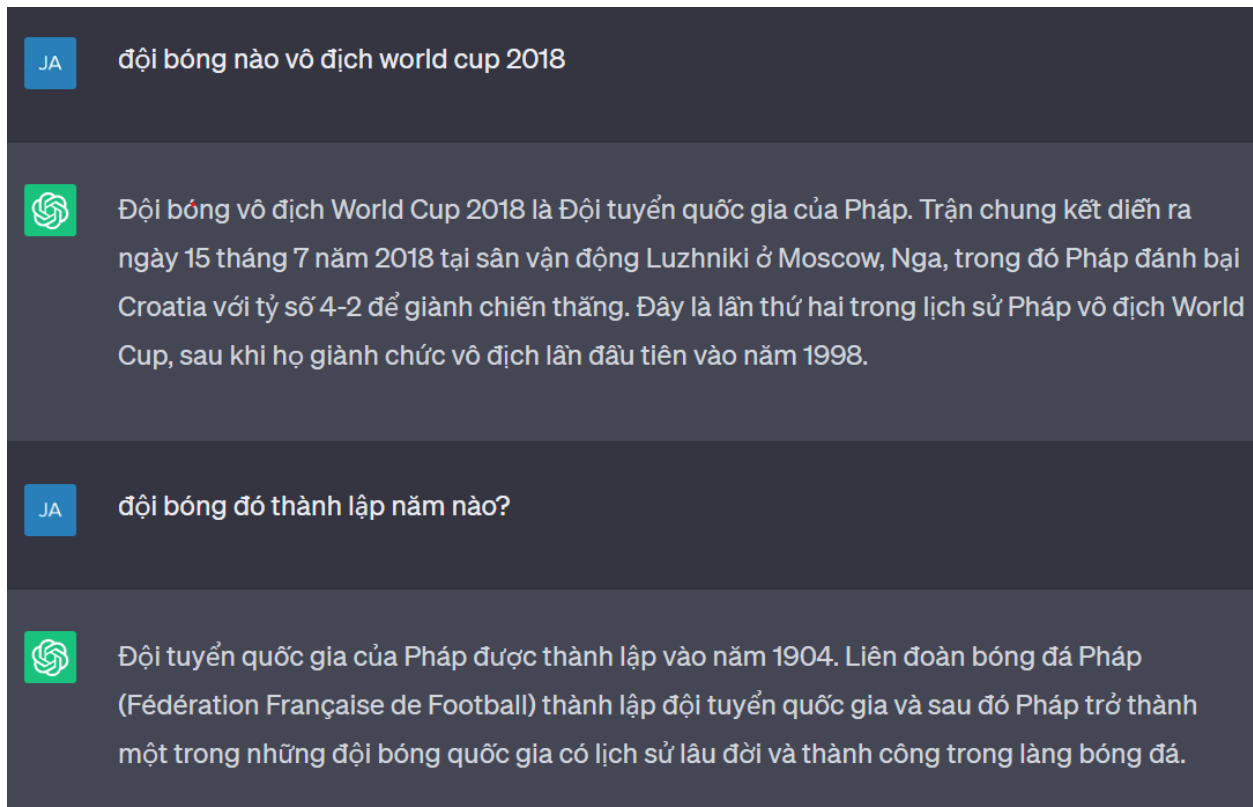 JA
đội bóng nào vô địch world cup 2018
Đội bóng vô địch World Cup 2018 là Đội tuyển quốc gia của Pháp. Trận chung kết diễn ra
ngày 15 tháng 7 năm 2018 tại sân vận động Luzhniki ở Moscow, Nga, trong đó Pháp đánh bại
Croatia với tỷ số 4-2 để giành chiến thắng. Đây là lần thứ hai trong lịch sử Pháp vô địch World
Cup, sau khi họ giành chức vô địch lần đầu tiên vào năm 1998.
JA
đội bóng đó thành lập năm nào?
Đội tuyển quốc gia của Pháp được thành lập vào năm 1904. Liên đoàn bóng đá Pháp
(Fédération Française de Football) thành lập đội tuyển quốc gia và sau đó Pháp trở thành
một trong những đội bóng quốc gia có lịch sử lâu đời và thành công trong làng bóng đá.